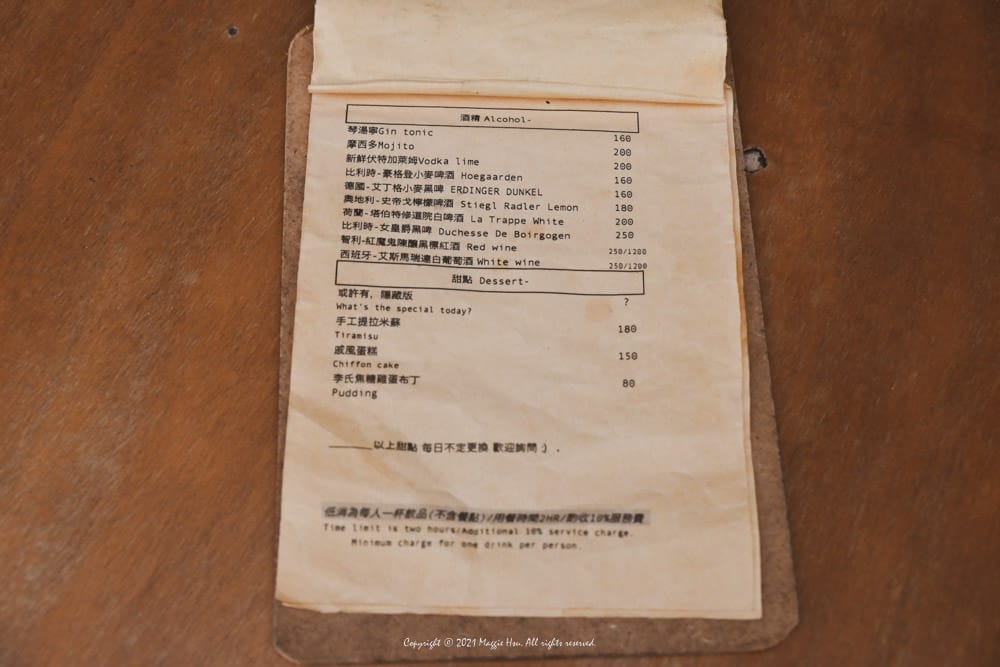 酒精 Alcohol-
琴湯寧Gin tonic 160
摩西多Mojito 200
新鮮伏特加萊姆Vodka lime 200
比利時-豪格登小麥啤酒 Hoegaarden 160
德國-艾丁格小麥黑啤 ERDINGER DUNKEL 160
奧地利-史帝戈檸檬啤酒 Stiegl Radler Lemon 180
荷蘭-塔伯特修道院白啤酒 La Trappe White 200
比利時-女皇爵黑啤 Duchesse De Boirgogen 250
智利-紅魔鬼陳釀黑標紅酒 Red wine 250/1200
西班牙-艾斯馬瑞達白葡萄酒 White wine 250/1200
甜點 Dessert-
或許有, 隱藏版 ?
What's the special today?
手工提拉米蘇 180
Tiramisu
戚風蛋糕 150
Chiffon cake
李氏焦糖雞蛋布丁 80
Pudding
______以上甜點 每日不定更換 歡迎詢問 :) .
低消為每人一杯飲品(不含餐點)/用餐時間2HR/酌收10%服務費
Time limit is two hours/Additional 10% service charge.
Minimum charge for one drink per person.
Copyright © 2021 Maggie Hsu. All rights reserved.